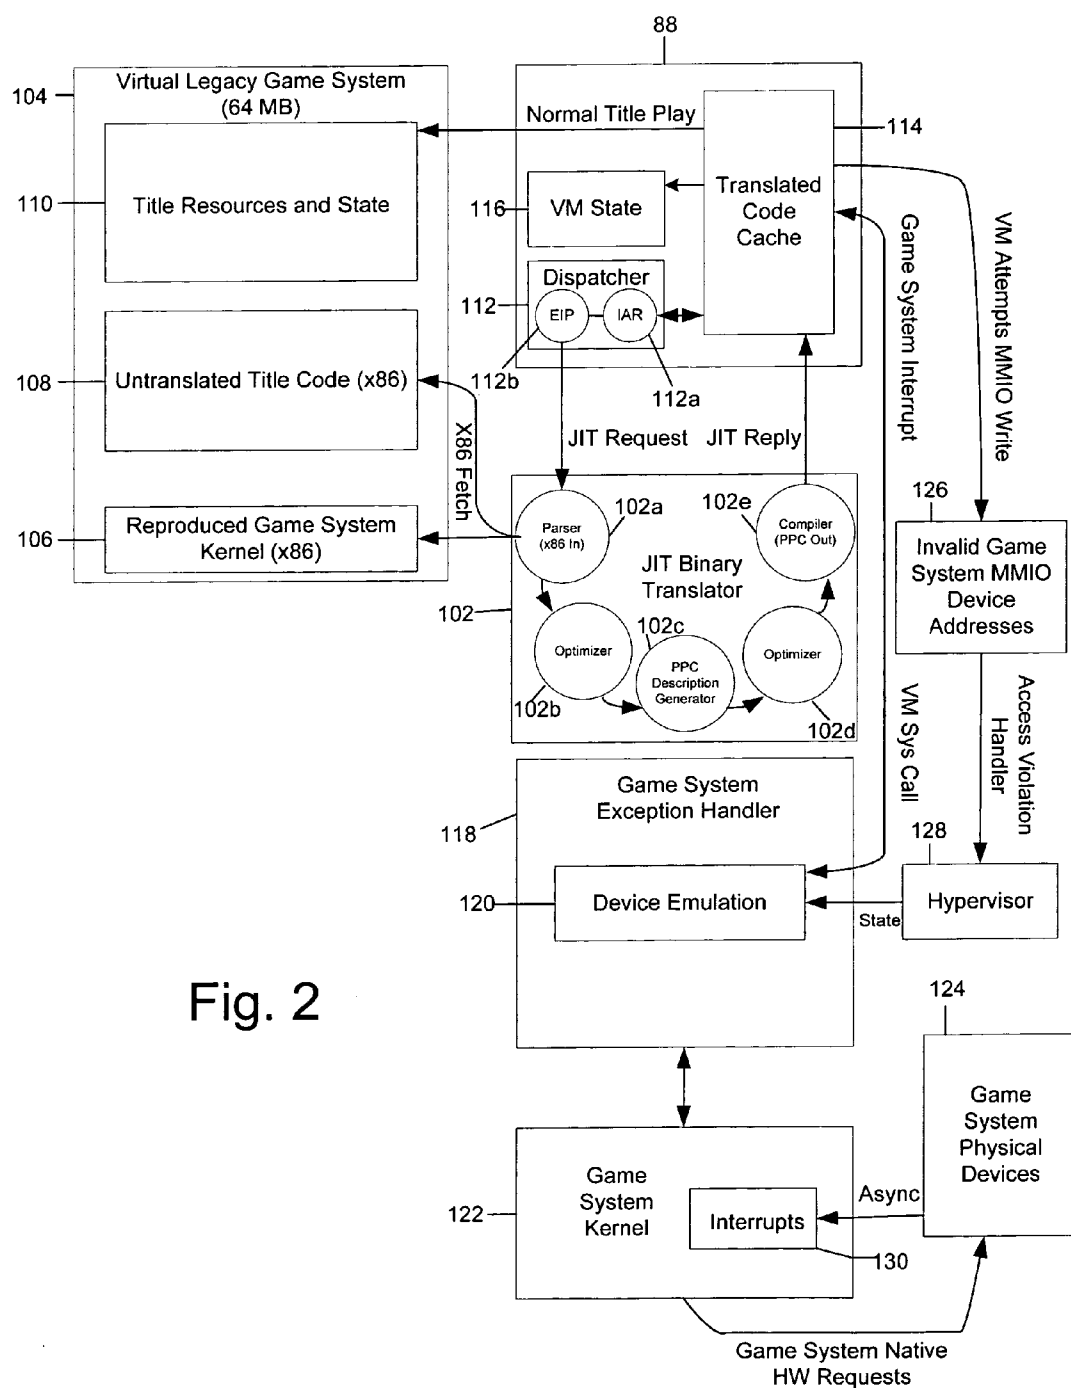 88
104
Virtual Legacy Game System
(64 MB)
Normal Title Play
114
110
Title Resources and State
116
VM State
Translated
Code
Cache
Dispatcher
112
EIP
IAR
112b
112a
108
Untranslated Title Code (x86)
X86 Fetch
JIT Request
JIT Reply
Game System Interrupt
VM Attempts MMIO Write
106
Reproduced Game System
Kernel (x86)
102a
Parser
(x86 In)
102e
Compiler
(PPC Out)
126
Invalid Game
System MMIO
Device
Addresses
JIT Binary
Translator
102
102c
Optimizer
PPC
Description
Generator
Optimizer
102b
102d
VM Sys Call
Access Violation
Handler
Game System
Exception Handler
118
128
120
Device Emulation
State
Hypervisor
Fig. 2
124
Game
System
Physical
Devices
Game
System
Kernel
122
Interrupts
Async
130
Game System Native
HW Requests